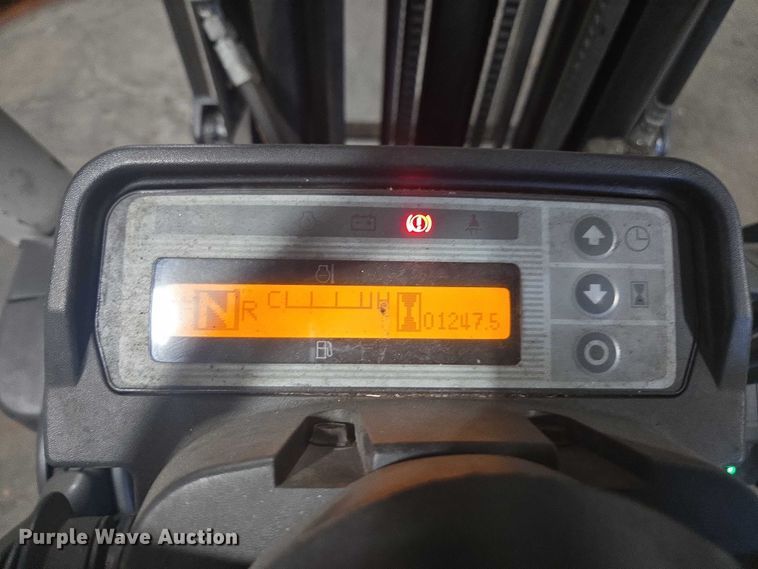 N R C H 01247.5
Purple Wave Auction